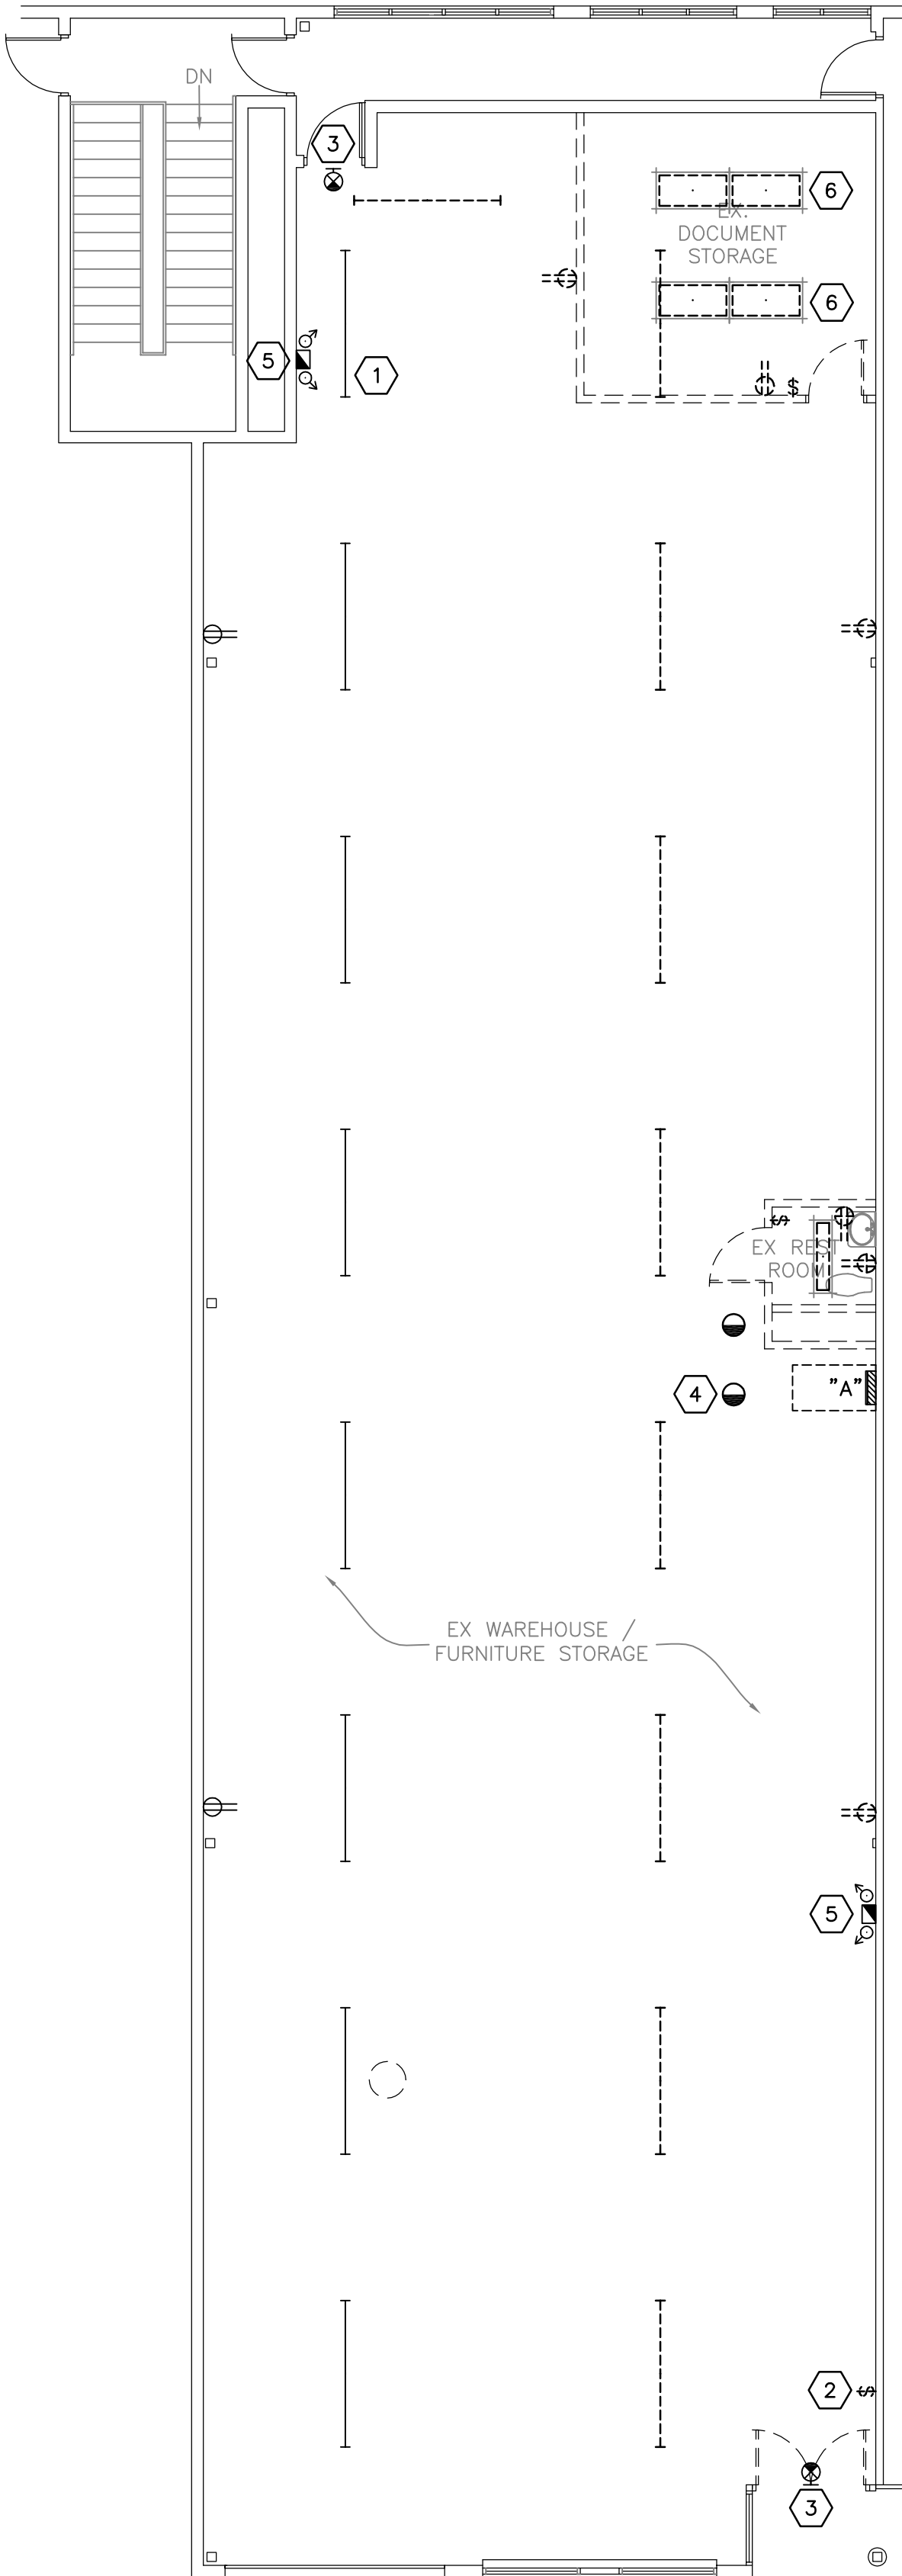 DN
3
6
EX.
DOCUMENT
STORAGE
6
5
1
$
$
EX REST
ROOM
4
"A"
EX WAREHOUSE /
FURNITURE STORAGE
5
2
$
3